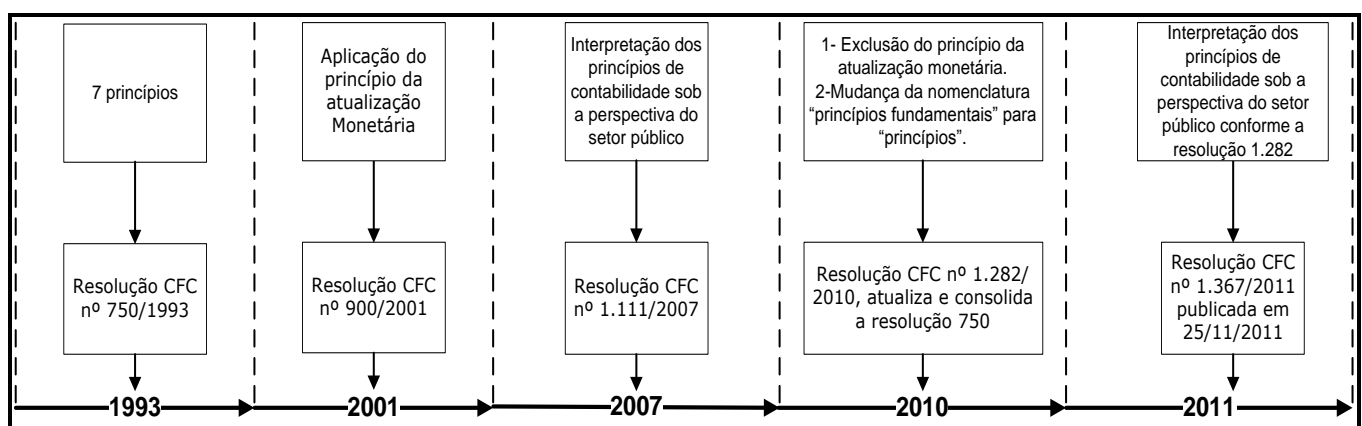 7 princípios
Aplicação do
princípio da
atualização
Monetária
Interpretação dos
princípios de
contabilidade sob
a perspectiva do
setor público
1- Exclusão do princípio da
atualização monetária.
2-Mudança da nomenclatura
“princípios fundamentais” para
“princípios”.
Interpretação dos
princípios de
contabilidade sob a
perspectiva do setor
público conforme a
resolução 1.282
Resolução CFC
nº 750/1993
Resolução CFC
nº 900/2001
Resolução CFC
nº 1.111/2007
Resolução CFC nº 1.282/
2010, atualiza e consolida
a resolução 750
Resolução CFC
nº 1.367/2011
publicada em
25/11/2011
1993
2001
2007
2010
2011